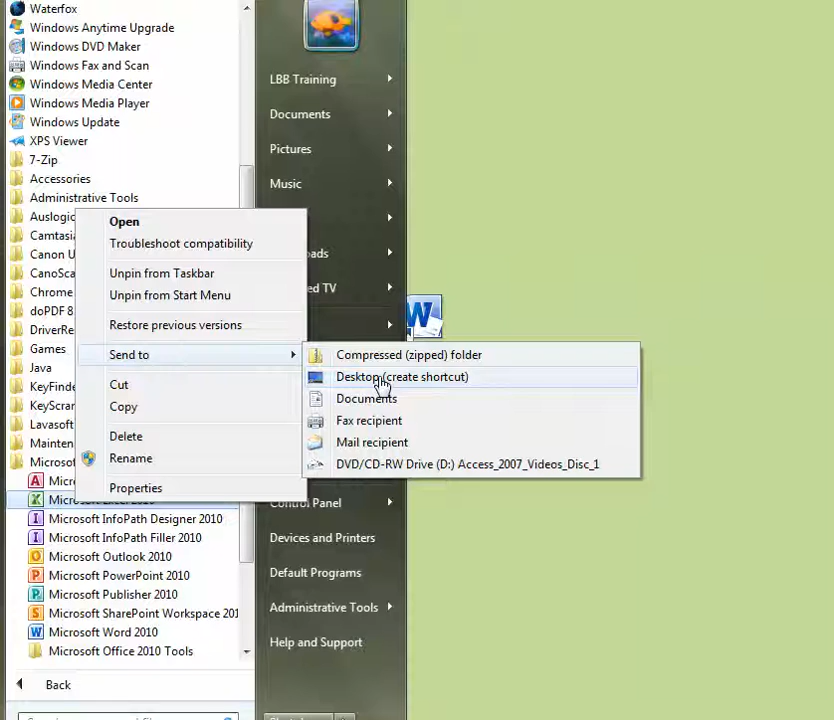 Waterfox
Windows Anytime Upgrade
Windows DVD Maker
Windows Fax and Scan
Windows Media Center
Windows Media Player
Windows Update
XPS Viewer
7-Zip
Accessories
Administrative Tools
Auslogi
Camtasi
Canon U
CanoSca
Chrome
doPDF 8
DriverRe
Games
Java
KeyFinde
KeyScra
Lavasoft
Mainten
Microso
Micro
Microsoft Excel 2010
Microsoft InfoPath Designer 2010
Microsoft InfoPath Filler 2010
Microsoft Outlook 2010
Microsoft PowerPoint 2010
Microsoft Publisher 2010
Microsoft SharePoint Workspace 201
Microsoft Word 2010
Microsoft Office 2010 Tools
Back
Open
Troubleshoot compatibility
Unpin from Taskbar
Unpin from Start Menu
Restore previous versions
Send to
Cut
Copy
Delete
Rename
Properties
LBB Training
Documents
Pictures
Music
oads
ed TV
Control Panel
Devices and Printers
Default Programs
Administrative Tools
Help and Support
Compressed (zipped) folder
Desktop (create shortcut)
Documents
Fax recipient
Mail recipient
DVD/CD-RW Drive (D:) Access_2007_Videos_Disc_1